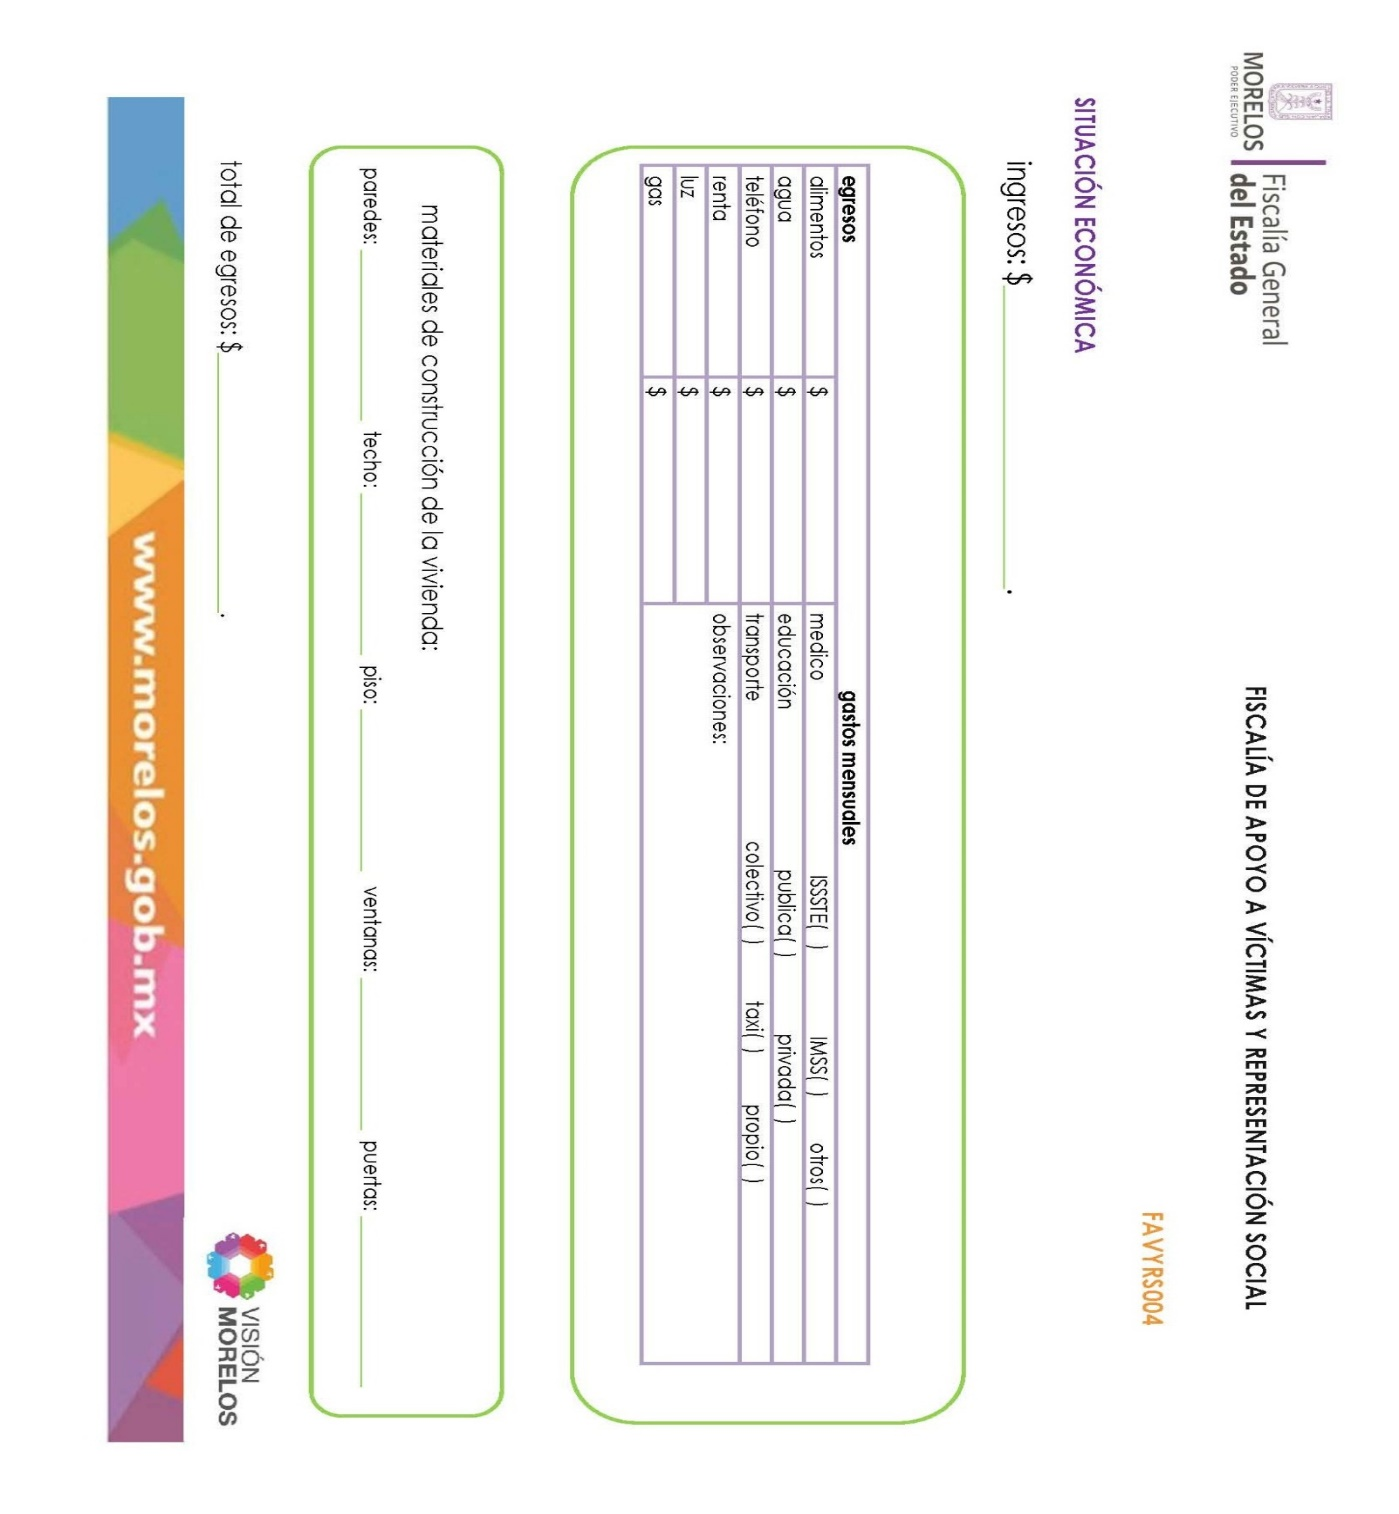 MORELOS
PODER EJECUTIVO
Fiscalía General
del Estado
FISCALÍA DE APOYO A VÍCTIMAS Y REPRESENTACIÓN SOCIAL
FAVYRS004
SITUACIÓN ECONÓMICA
ingresos: $ .
egresos gastos mensuales
alimentos $ medico ISSSTE( ) IMSS( ) otros( )
agua $ educación publica( ) privada( )
teléfono $ transporte colectivo( ) taxi( ) propio( )
renta $ observaciones:
luz $
gas $
materiales de construcción de la vivienda:
paredes: techo: piso: ventanas: puertas:
total de egresos: $ .
VISIÓN
MORELOS
www.morelos.gob.mx